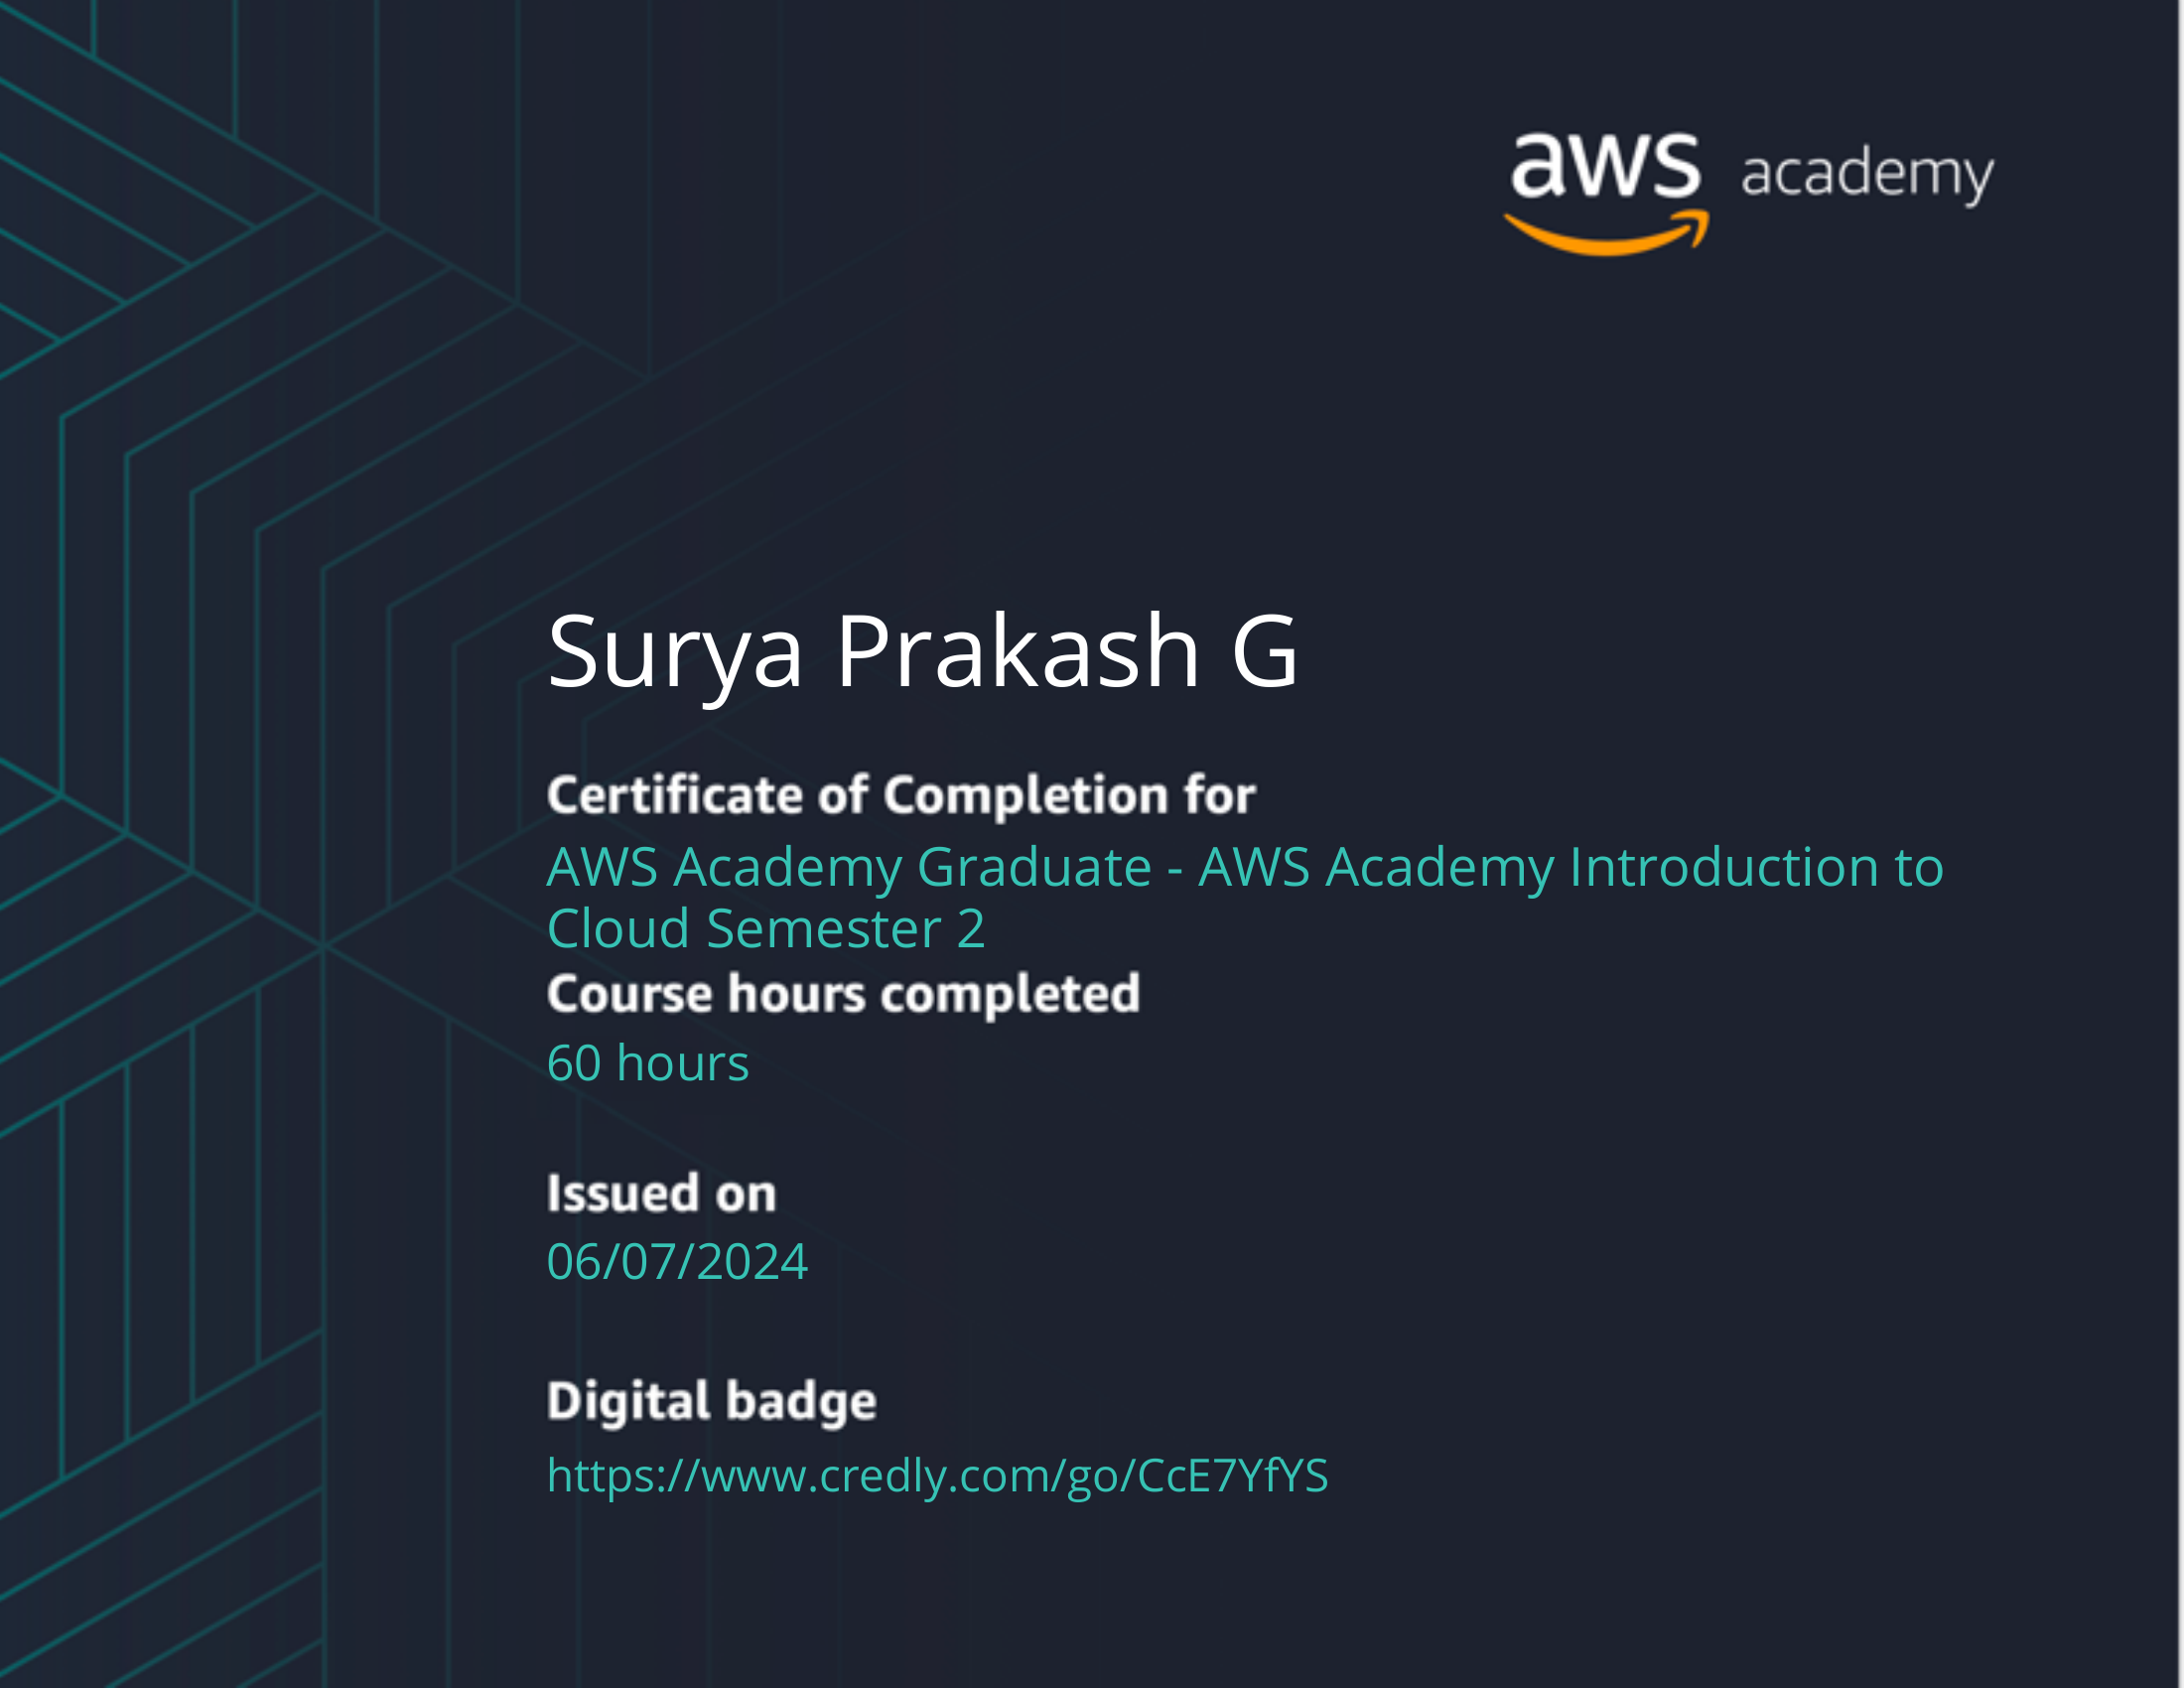 aws academy
Surya Prakash G
Certificate of Completion for
AWS Academy Graduate - AWS Academy Introduction to
Cloud Semester 2
Course hours completed
60 hours
Issued on
06/07/2024
Digital badge
https://www.credly.com/go/CcE7YfYS